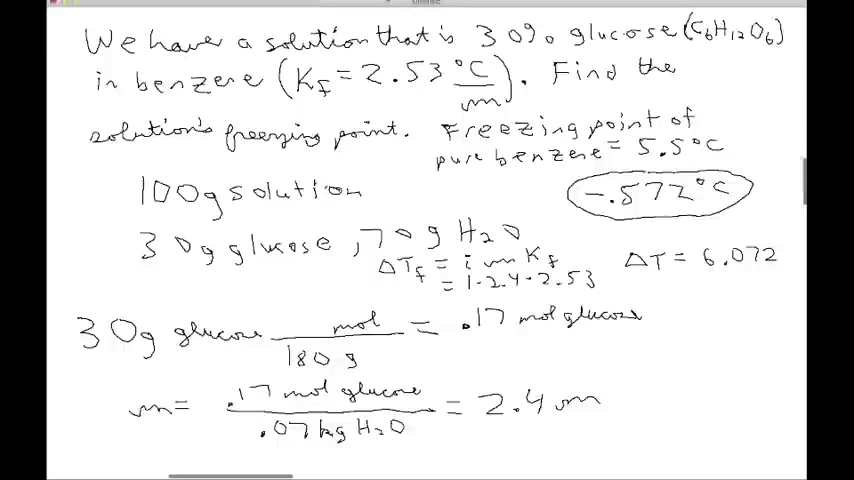 Untitled
We have a solution that is 30% glucose (C6H12O6)
in benzene (Kf = 2.53 °C/m). Find the
solution's freezing point. Freezing point of
pure benzene = 5.5°C
100g solution
-.572°C
30g glucose, 70g H2O
ΔTf = i m Kf
= 1·2.4·2.53
ΔT = 6.072
30g glucose mol/180 g = .17 mol glucose
m = .17 mol glucose/.07 kg H2O = 2.4 m